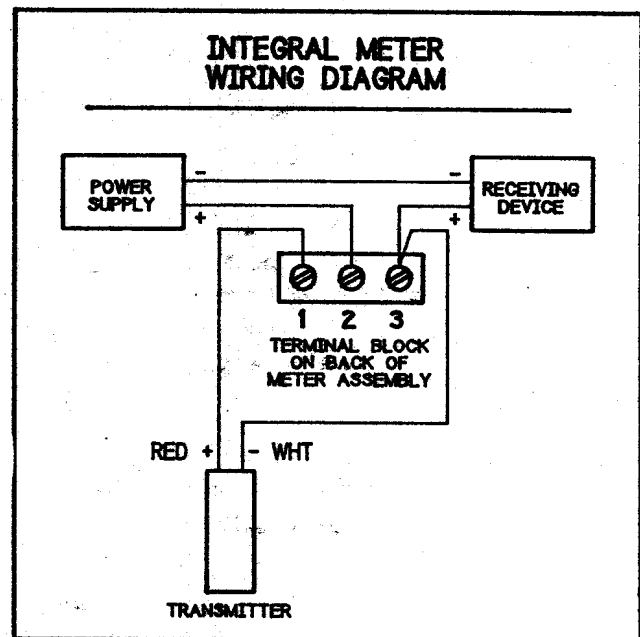 INTEGRAL METER
WIRING DIAGRAM
POWER
SUPPLY
-
+
-
+
RECEIVING
DEVICE
1 2 3
TERMINAL BLOCK
ON BACK OF
METER ASSEMBLY
RED + - WHT
TRANSMITTER